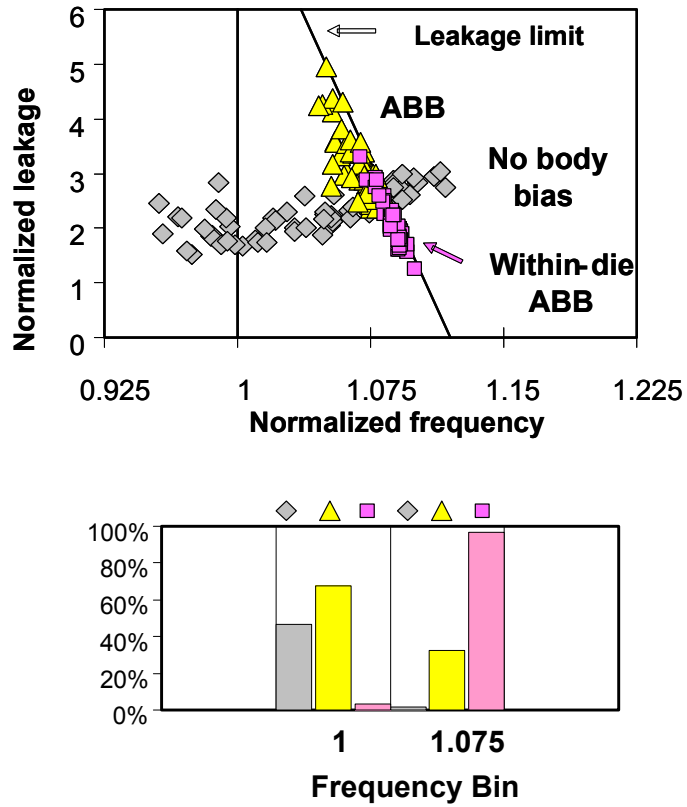 6
5
4
3
2
1
0
Normalized leakage
Leakage limit
ABB
No body
bias
Within-die
ABB
0.925 1 1.075 1.15 1.225
Normalized frequency
100%
80%
60%
40%
20%
0%
1 1.075
Frequency Bin